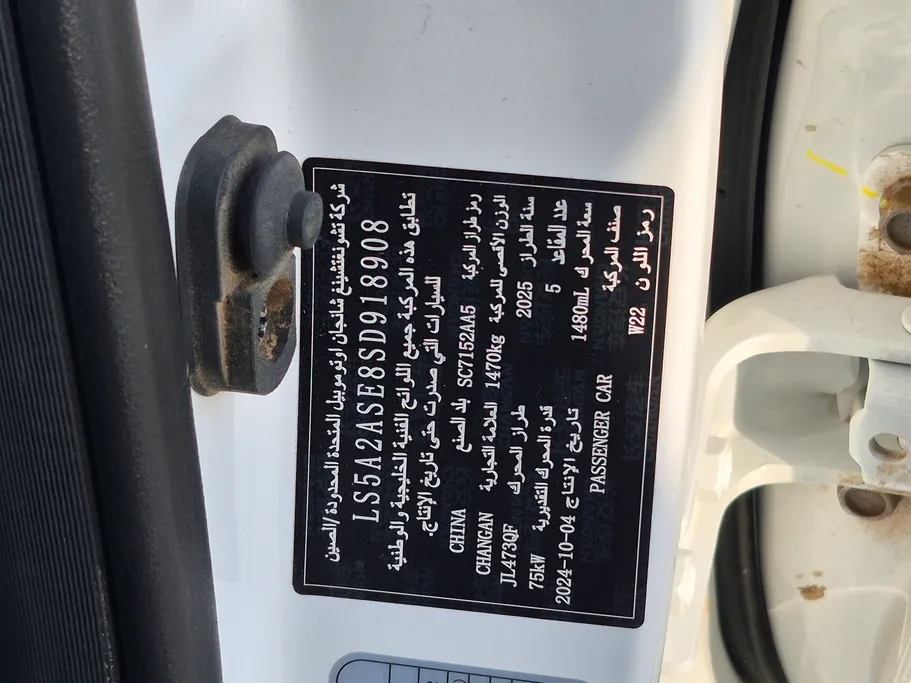 شركة تشونغتشينغ شانجان اوتوموبيل المتحدة المحدودة /الصين
LS5A2ASE8SD918908
تطابق هذه المركبة جميع اللوائح الفنية الخليجية و الوطنية
للسيارات التي صدرت حتى تاريخ الإنتاج.
رمز طراز المركبة SC7152AA5 بلد الصنع CHINA
الوزن الأقصى للمركبة 1470kg العلامة التجارية CHANGAN
سنة الطراز 2025 طراز المحرك JL473QF
عدد المقاعد 5 قدرة المحرك التقديرية 75kW
سعة المحرك 1480mL تاريخ الإنتاج 2024-10-04
صنف المركبة PASSENGER CAR
رمز اللون W22